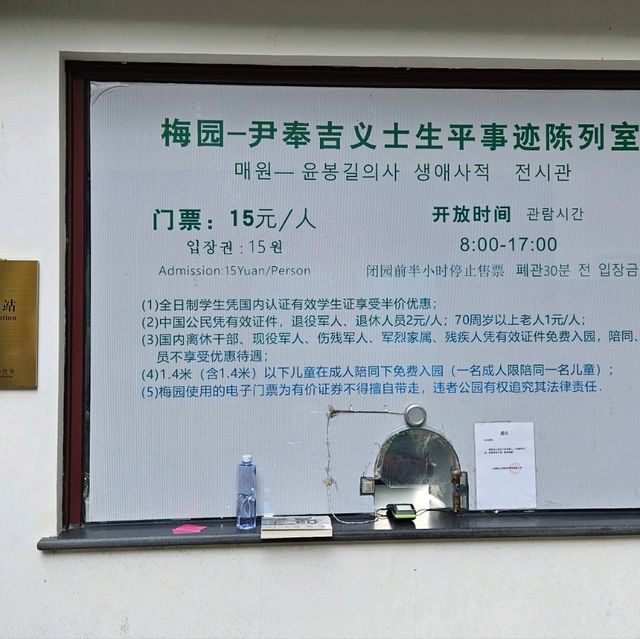 梅园-尹奉吉义士生平事迹陈列室
매원— 윤봉길의사 생애사적 전시관
门票：15元/人
입장권 : 15 원
Admission:15Yuan/Person
开放时间 관람시간
8:00-17:00
闭园前半小时停止售票 폐관30분 전 입장금
(1)全日制学生凭国内认证有效学生证享受半价优惠；
(2)中国公民凭有效证件，退役军人、退休人员2元/人；70周岁以上老人1元/人；
(3)国内离休干部、现役军人、伤残军人、军烈家属、残疾人凭有效证件免费入园，陪同、
员不享受优惠待遇；
(4)1.4米（含1.4米）以下儿童在成人陪同下免费入园（一名成人限陪同一名儿童）；
(5)梅园使用的电子门票为有价证券不得擅自带走，违者公园有权追究其法律责任.
站